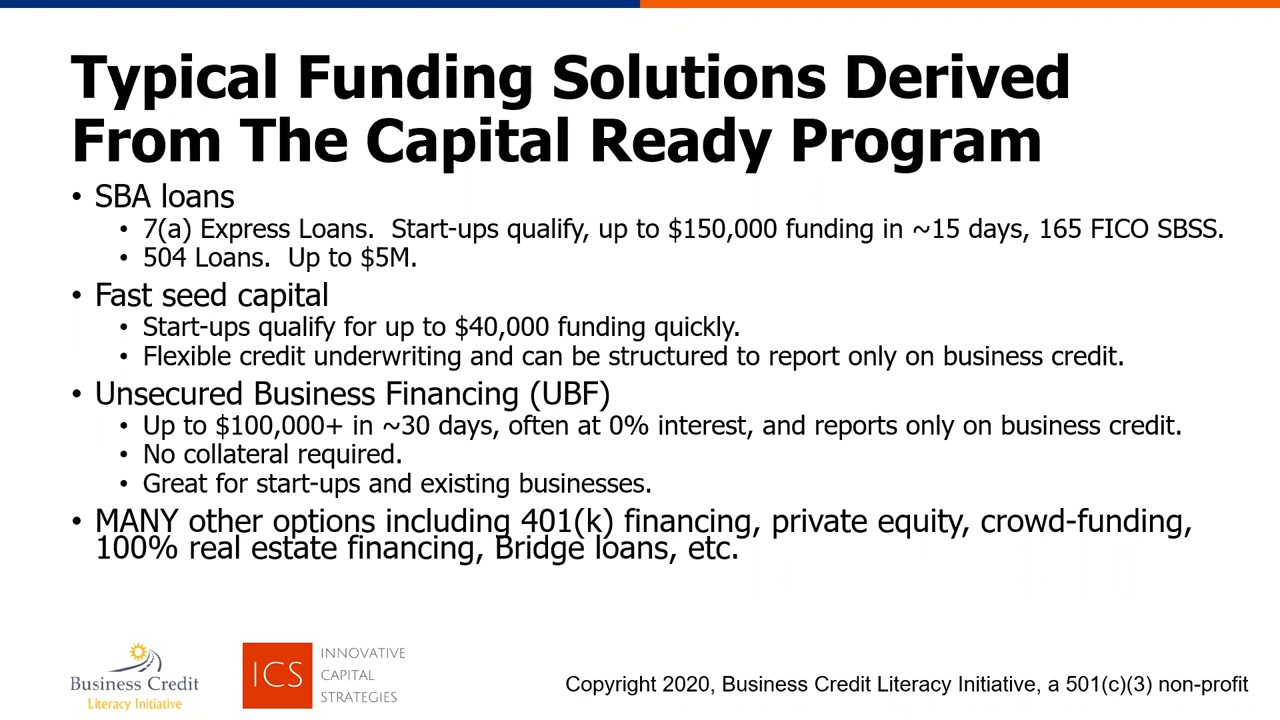 Typical Funding Solutions Derived
From The Capital Ready Program
• SBA loans
• 7(a) Express Loans.  Start-ups qualify, up to $150,000 funding in ~15 days, 165 FICO SBSS.
• 504 Loans.  Up to $5M.
• Fast seed capital
• Start-ups qualify for up to $40,000 funding quickly.
• Flexible credit underwriting and can be structured to report only on business credit.
• Unsecured Business Financing (UBF)
• Up to $100,000+ in ~30 days, often at 0% interest, and reports only on business credit.
• No collateral required.
• Great for start-ups and existing businesses.
• MANY other options including 401(k) financing, private equity, crowd-funding,
100% real estate financing, Bridge loans, etc.
Business Credit
Literacy Initiative
ICS
INNOVATIVE
CAPITAL
STRATEGIES
Copyright 2020, Business Credit Literacy Initiative, a 501(c)(3) non-profit